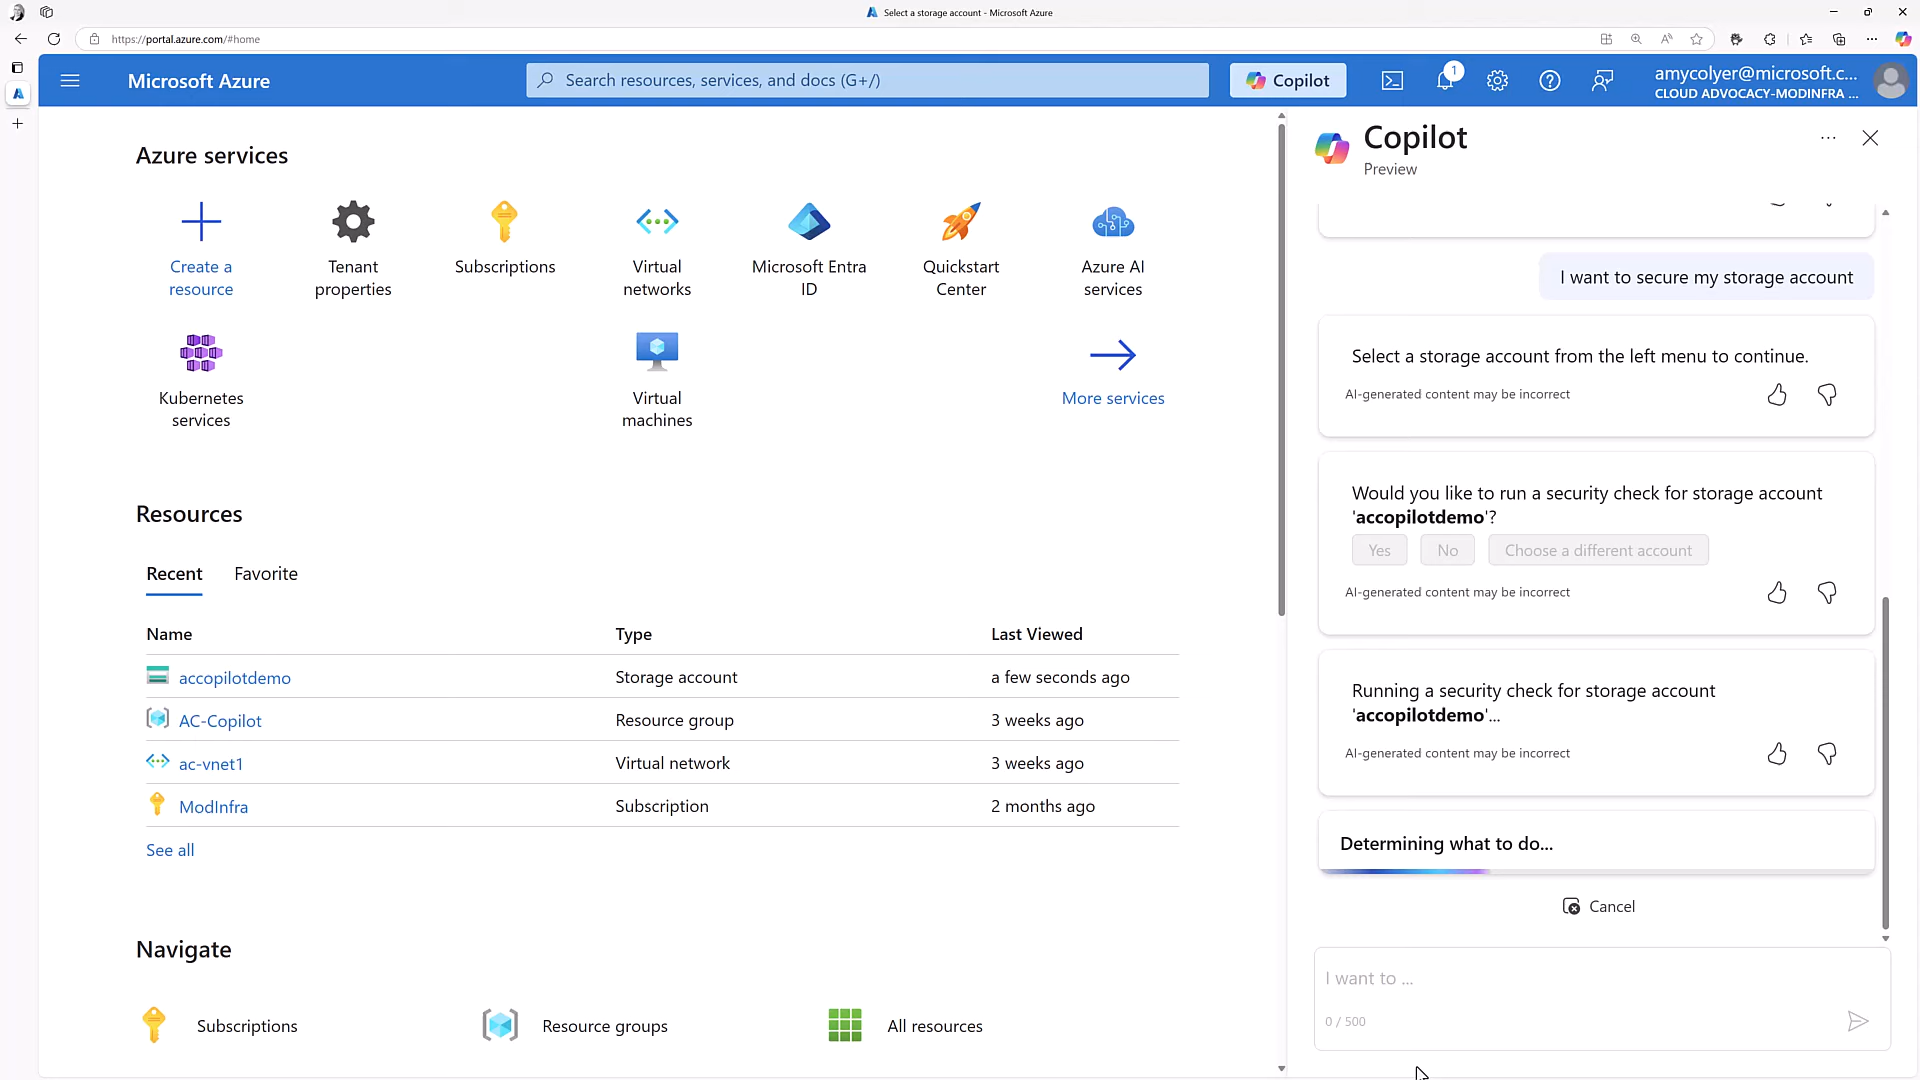 Select a storage account - Microsoft Azure
https://portal.azure.com/#home
Microsoft Azure
Search resources, services, and docs (G+/)
Copilot
1
amycolyer@microsoft.c...
CLOUD ADVOCACY-MODINFRA ...
Azure services
Create a
resource
Tenant
properties
Subscriptions
Virtual
networks
Microsoft Entra
ID
Quickstart
Center
Azure AI
services
Kubernetes
services
Virtual
machines
More services
Resources
Recent
Favorite
Name Type Last Viewed
accopilotdemo Storage account a few seconds ago
AC-Copilot Resource group 3 weeks ago
ac-vnet1 Virtual network 3 weeks ago
ModInfra Subscription 2 months ago
See all
Navigate
Subscriptions
Resource groups
All resources
Copilot
Preview
I want to secure my storage account
Select a storage account from the left menu to continue.
AI-generated content may be incorrect
Would you like to run a security check for storage account
'accopilotdemo'?
Yes
No
Choose a different account
AI-generated content may be incorrect
Running a security check for storage account
'accopilotdemo'...
AI-generated content may be incorrect
Determining what to do...
Cancel
I want to ...
0 / 500